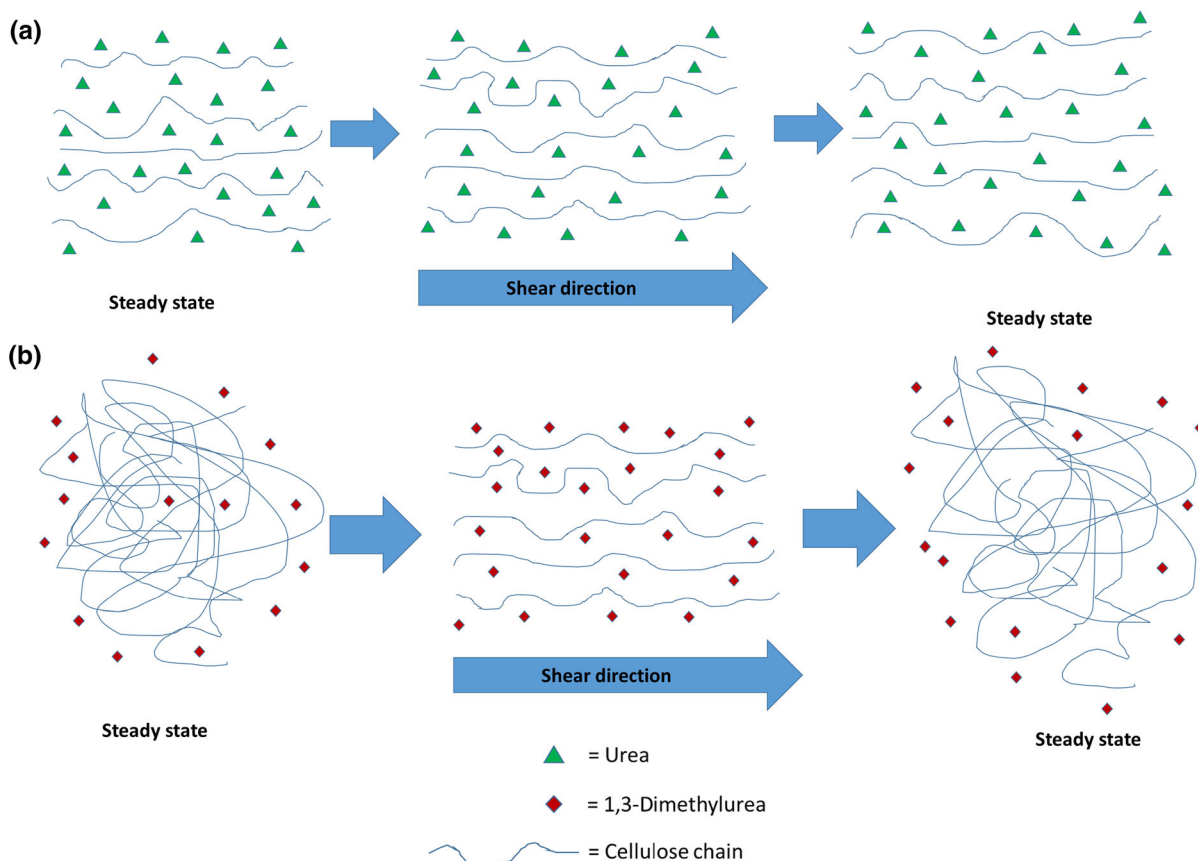 (a)
Steady state
Shear direction
Steady state
(b)
Steady state
Shear direction
Steady state
= Urea
= 1,3-Dimethylurea
= Cellulose chain